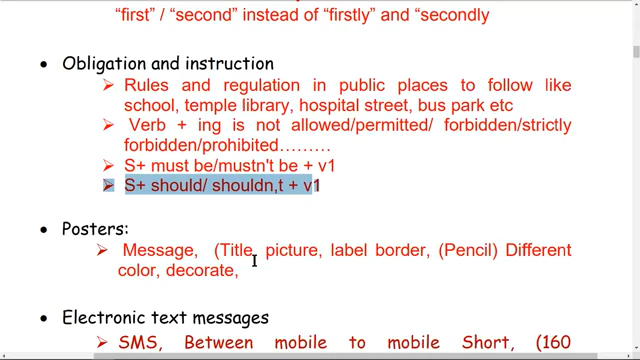 “first” / “second” instead of “firstly” and “secondly
• Obligation and instruction
➢ Rules and regulation in public places to follow like
school, temple library, hospital street, bus park etc
➢ Verb + ing is not allowed/permitted/ forbidden/strictly
forbidden/prohibited………
➢ S+ must be/mustn't be + v1
➢ S+ should/ shouldn,t + v1
• Posters:
➢ Message, (Title, picture, label border, (Pencil) Different
color, decorate,
• Electronic text messages
➢ SMS, Between mobile to mobile Short, (160